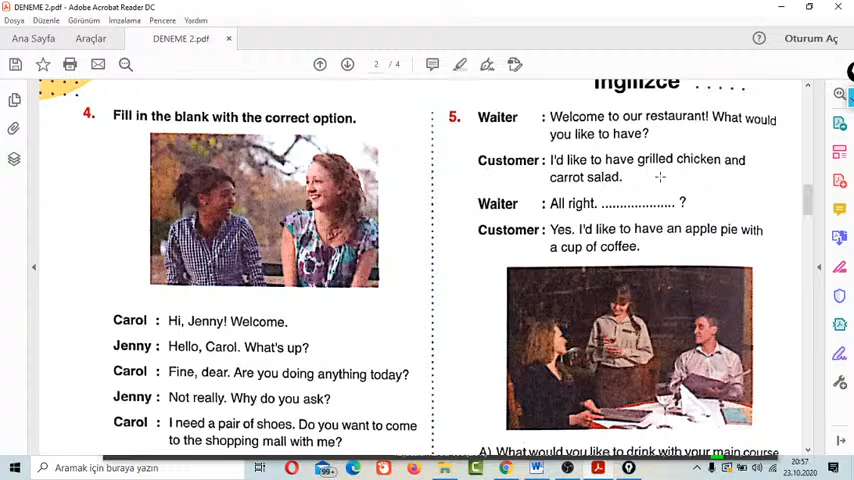 DENEME 2.pdf - Adobe Acrobat Reader DC
Dosya Düzenle Görünüm İmzalama Pencere Yardım
Ana Sayfa Araçlar DENEME 2.pdf × Oturum Aç
2 / 4
İngilizce .....
4. Fill in the blank with the correct option.
Carol : Hi, Jenny! Welcome.
Jenny : Hello, Carol. What's up?
Carol : Fine, dear. Are you doing anything today?
Jenny : Not really. Why do you ask?
Carol : I need a pair of shoes. Do you want to come
to the shopping mall with me?
5. Waiter : Welcome to our restaurant! What would
you like to have?
Customer : I'd like to have grilled chicken and
carrot salad.
Waiter : All right. .................... ?
Customer : Yes. I'd like to have an apple pie with
a cup of coffee.
A) What would you like to drink with your main course
Aramak için buraya yazın
99+
20:57
23.10.2020